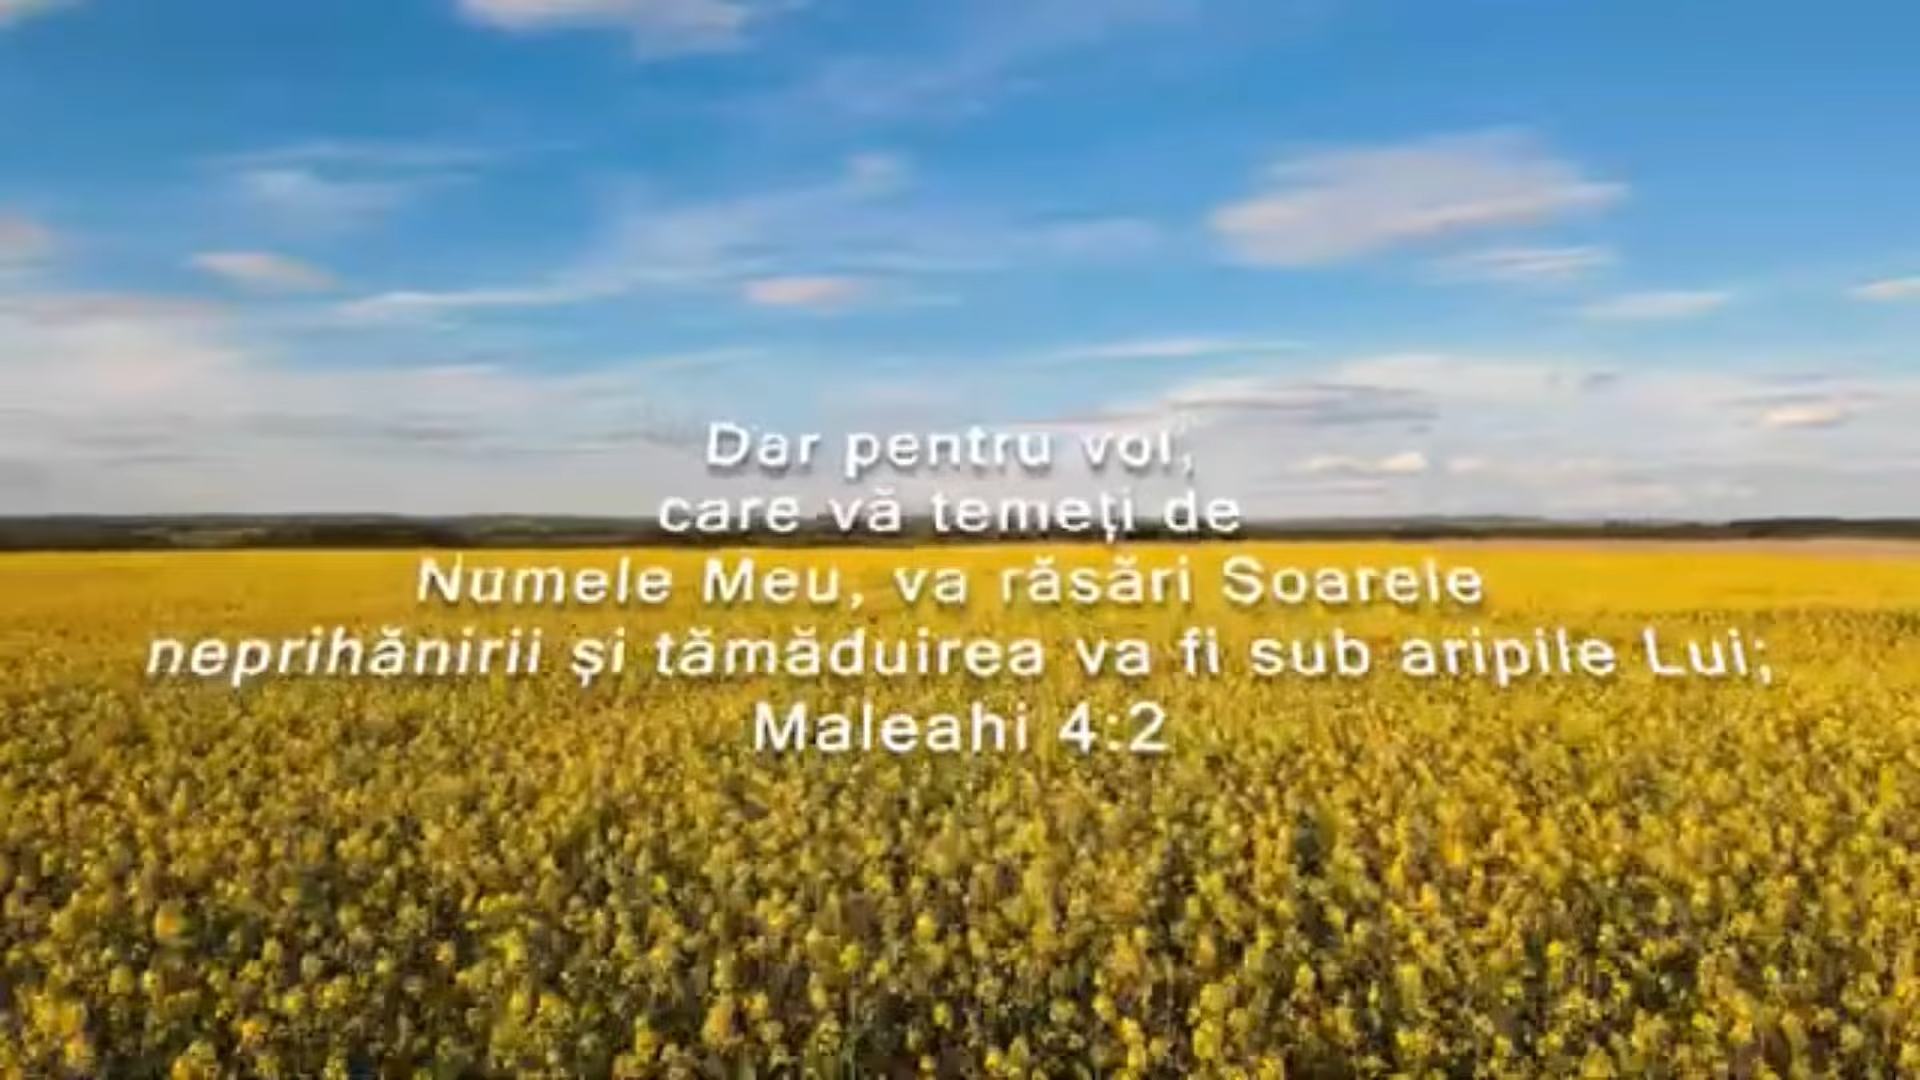 Dar pentru voi,
care vă temeți de
Numele Meu, va răsări Soarele
neprihănirii și tămăduirea va fi sub aripile Lui;
Maleahi 4:2